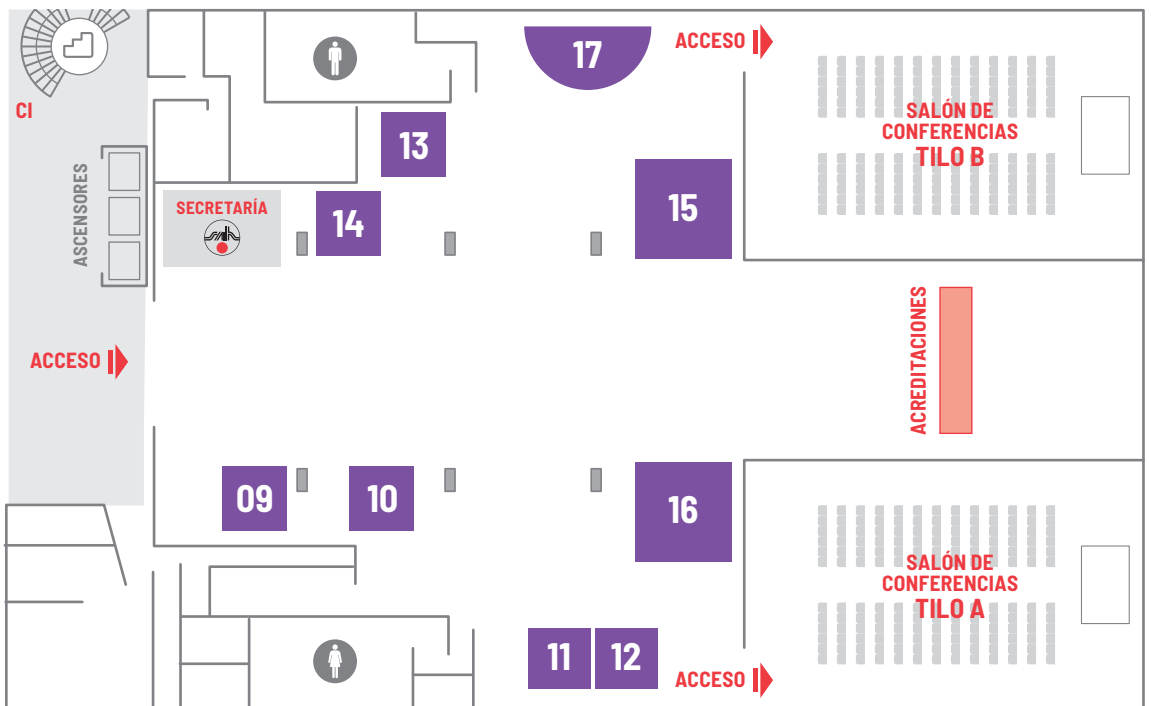 17
ACCESO
CI
SALÓN DE
CONFERENCIAS
TILO B
13
ASCENSORES
SECRETARÍA
14
15
ACREDITACIONES
ACCESO
09
10
16
SALÓN DE
CONFERENCIAS
TILO A
11
12
ACCESO